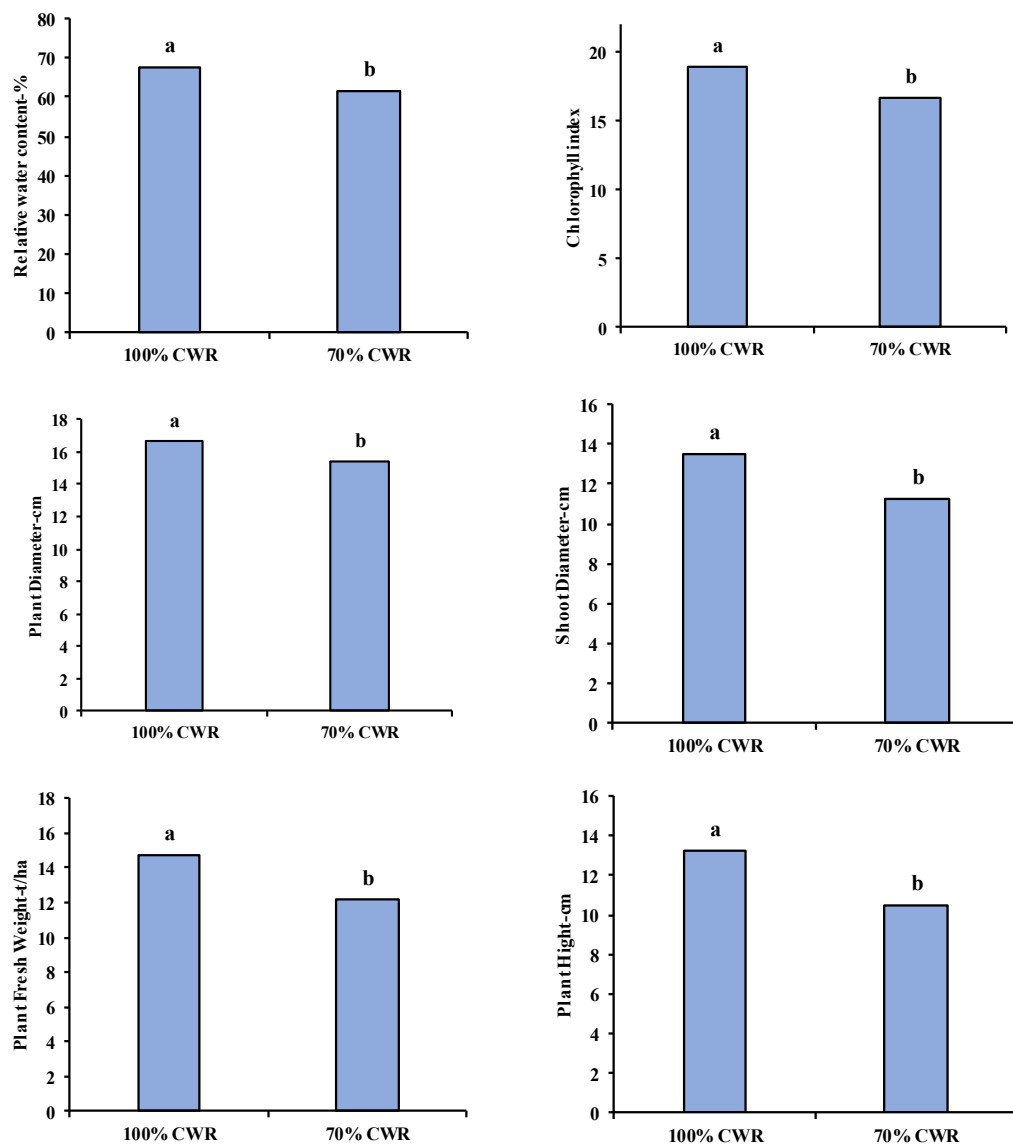 Relative water content-%
80
70
60
50
40
30
20
10
0
a
b
100% CWR
70% CWR
Chlorophyll index
20
15
10
5
0
a
b
100% CWR
70% CWR
Plant Diameter-cm
18
16
14
12
10
8
6
4
2
0
a
b
100% CWR
70% CWR
Shoot Diameter-cm
16
14
12
10
8
6
4
2
0
a
b
100% CWR
70% CWR
Plant Fresh Weight-t/ha
18
16
14
12
10
8
6
4
2
0
a
b
100% CWR
70% CWR
Plant Hight-cm
16
14
12
10
8
6
4
2
0
a
b
100% CWR
70% CWR